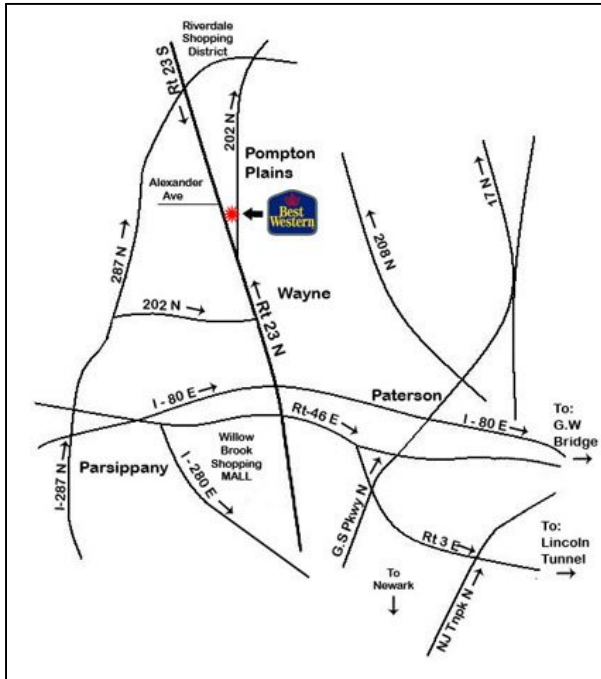 Riverdale
Shopping
District
Rt 23 S
202 N
Pompton
Plains
17 N
Alexander
Ave
Best
Western
208 N
287 N
Wayne
202 N
Rt 23 N
I - 80 E
Paterson
Rt-46 E
I - 80 E
To:
G.W
Bridge
Willow
Brook
Shopping
MALL
Parsippany
I-287 N
I - 280 E
G.S Pkwy N
Rt 3 E
To:
Lincoln
Tunnel
To
Newark
NJ Tnpk N